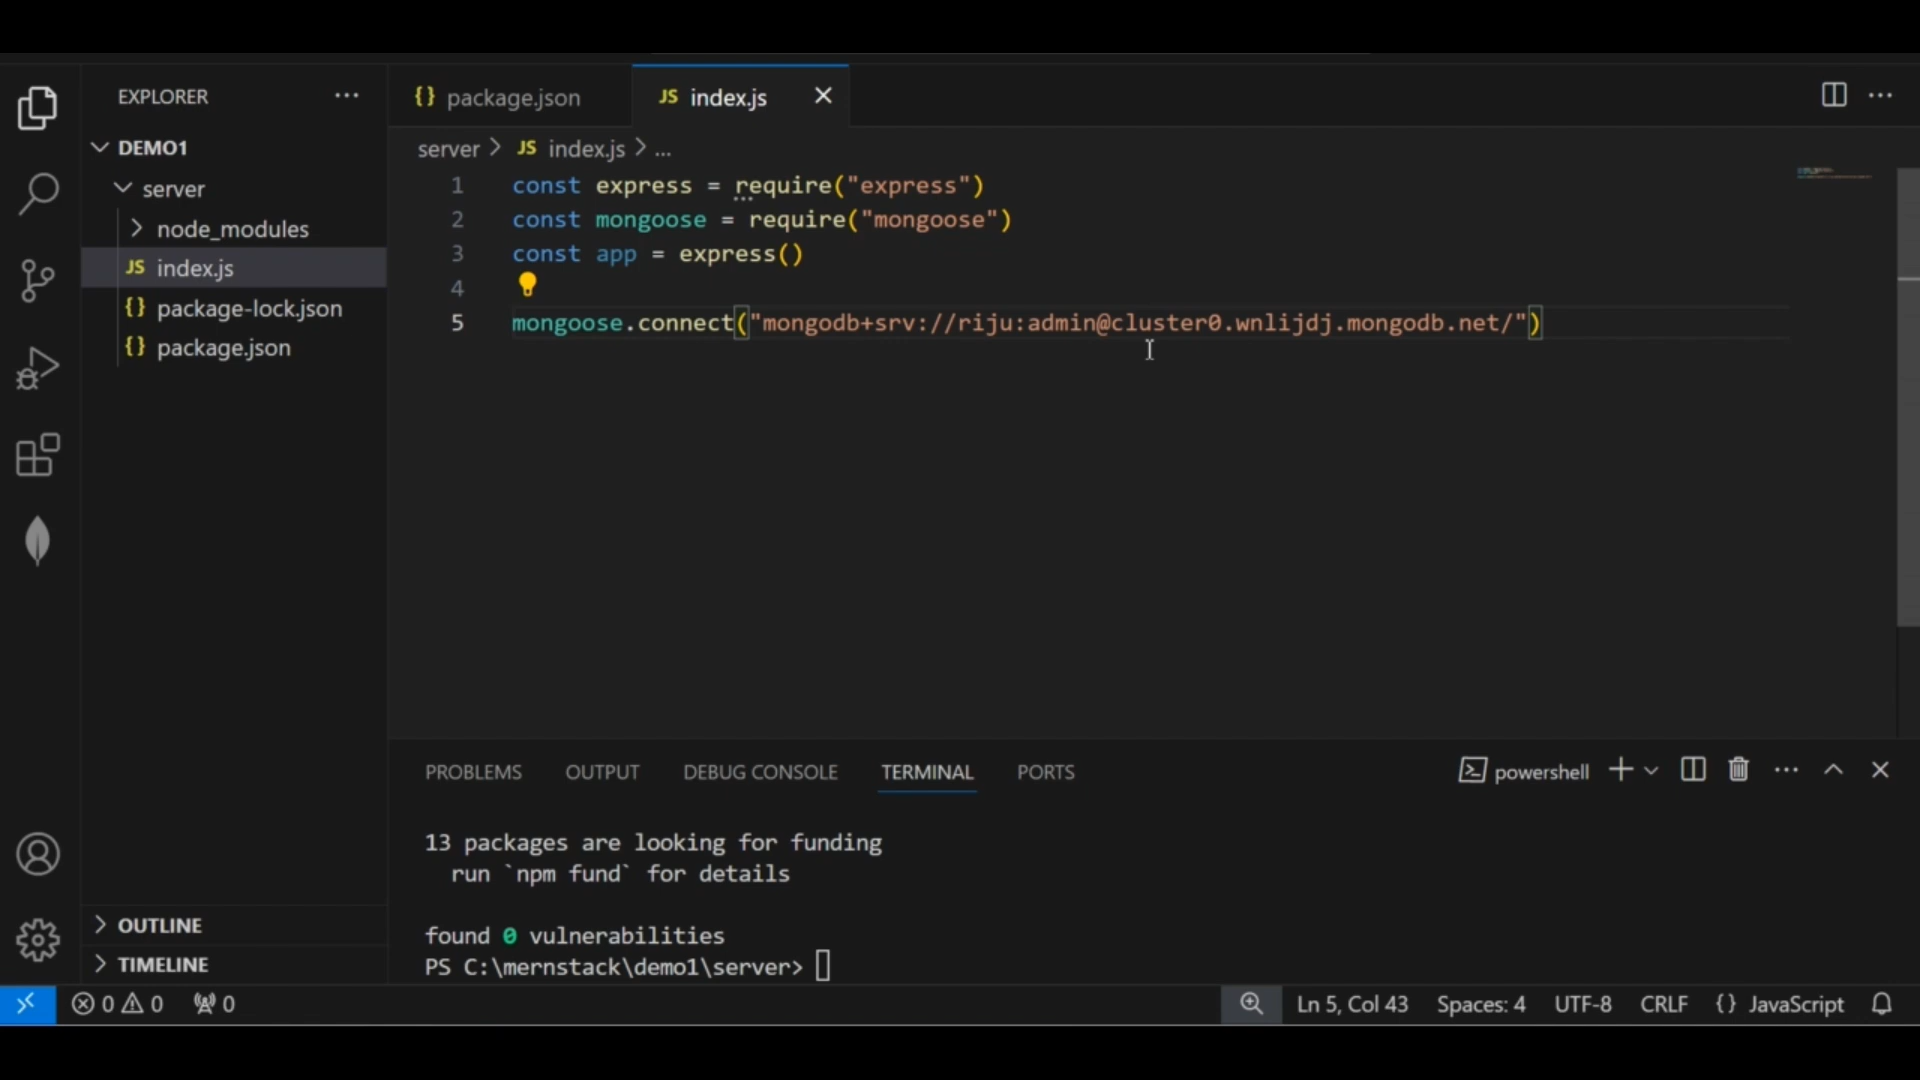 EXPLORER
DEMO1
server
node_modules
JS index.js
{} package-lock.json
{} package.json
OUTLINE
TIMELINE
{} package.json
JS index.js
server > JS index.js > ...
1 const express = require("express")
2 const mongoose = require("mongoose")
3 const app = express()
4
5 mongoose.connect("mongodb+srv://riju:admin@cluster0.wnlijdj.mongodb.net/")
PROBLEMS OUTPUT DEBUG CONSOLE TERMINAL PORTS
powershell
13 packages are looking for funding
run `npm fund` for details
found 0 vulnerabilities
PS C:\mernstack\demo1\server>
0 0 0
Ln 5, Col 43 Spaces: 4 UTF-8 CRLF {} JavaScript